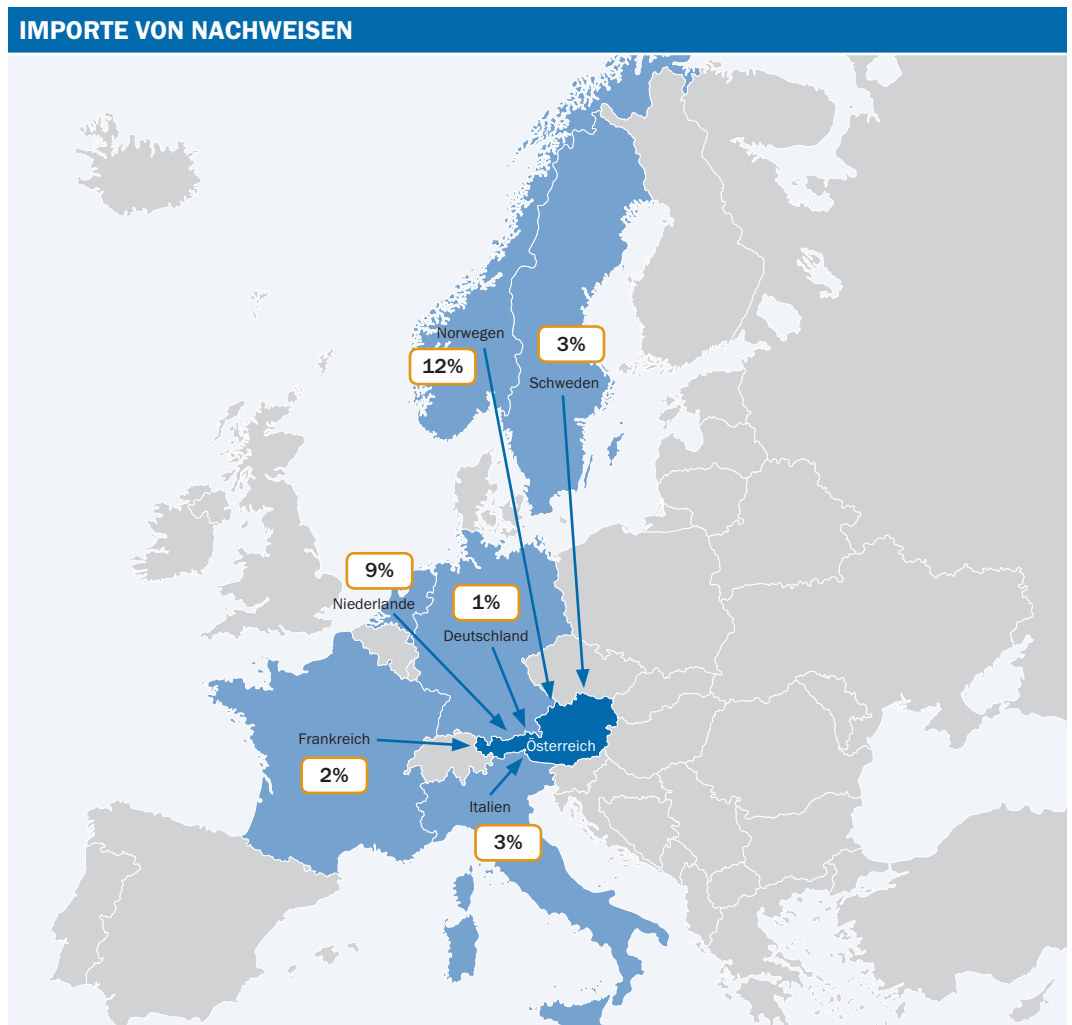 IMPORTE VON NACHWEISEN
Norwegen
12%
3%
Schweden
9%
Niederlande
1%
Deutschland
Frankreich
2%
Österreich
Italien
3%